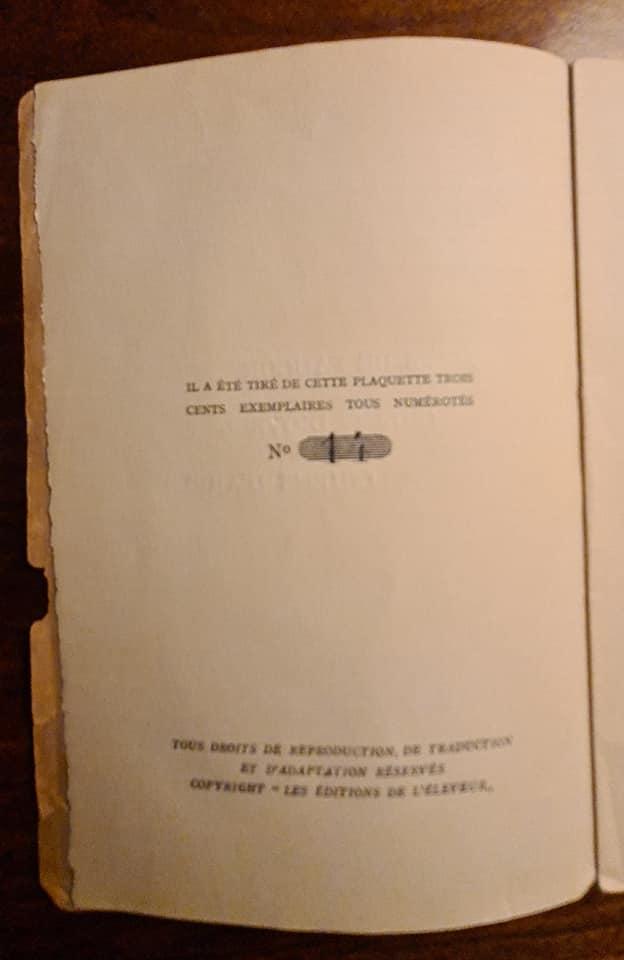 IL A ÉTÉ TIRÉ DE CETTE PLAQUETTE TROIS
CENTS EXEMPLAIRES TOUS NUMÉROTÉS
Nº 14
TOUS DROITS DE REPRODUCTION, DE TRADUCTION
ET D'ADAPTATION RÉSERVÉS
COPYRIGHT = LES ÉDITIONS DE L'ÉLEVEUR.